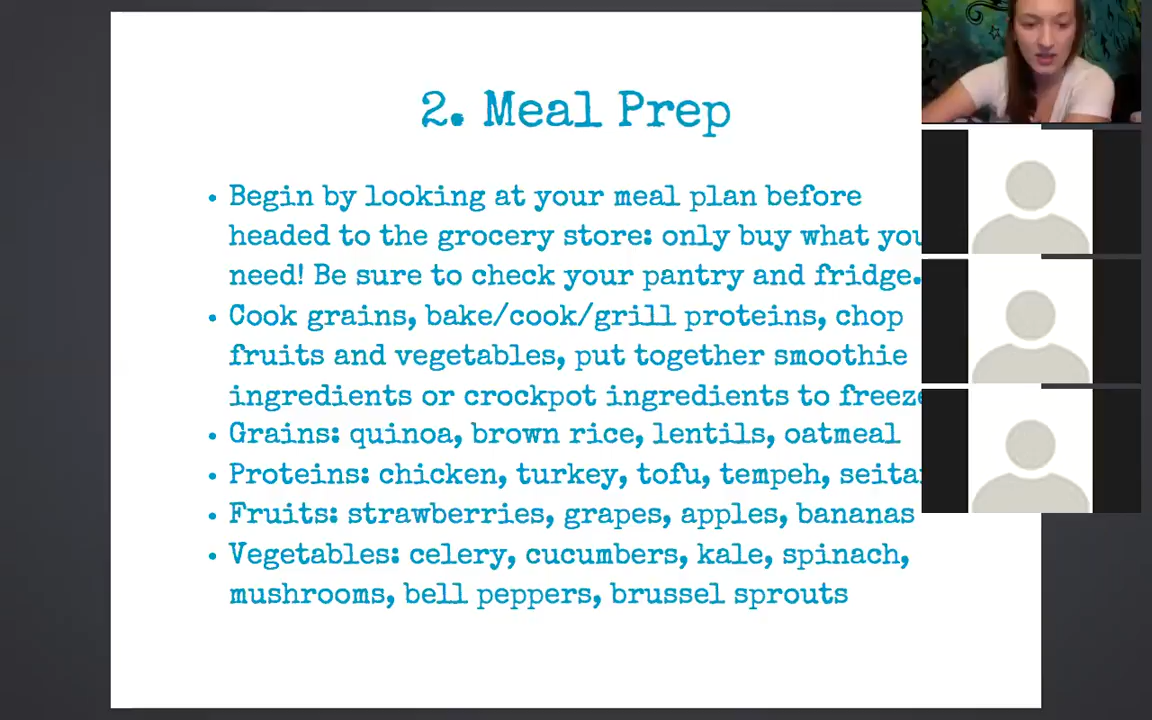 2. Meal Prep
• Begin by looking at your meal plan before
headed to the grocery store: only buy what you
need! Be sure to check your pantry and fridge.
• Cook grains, bake/cook/grill proteins, chop
fruits and vegetables, put together smoothie
ingredients or crockpot ingredients to freeze
• Grains: quinoa, brown rice, lentils, oatmeal
• Proteins: chicken, turkey, tofu, tempeh,
• Fruits: strawberries, grapes, apples, bananas
• Vegetables: celery, cucumbers, kale, spinach,
mushrooms, bell peppers, brussel sprouts